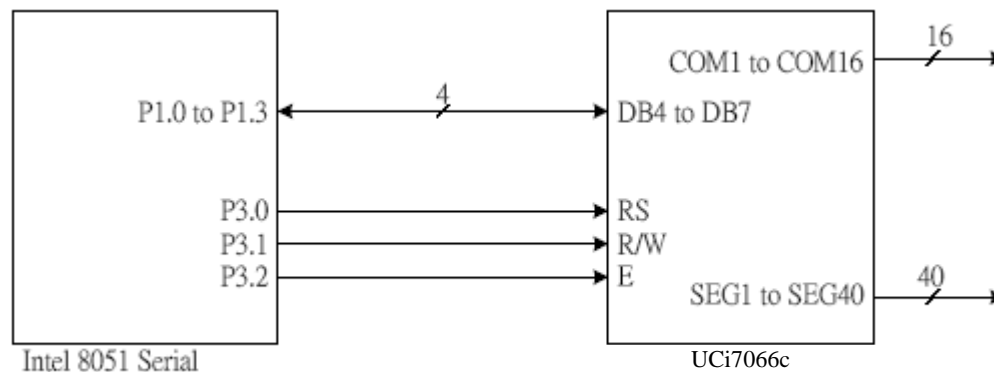 16
COM1 to COM16
P1.0 to P1.3
4
DB4 to DB7
P3.0
RS
P3.1
R/W
P3.2
E
40
SEG1 to SEG40
Intel 8051 Serial
UCi7066c